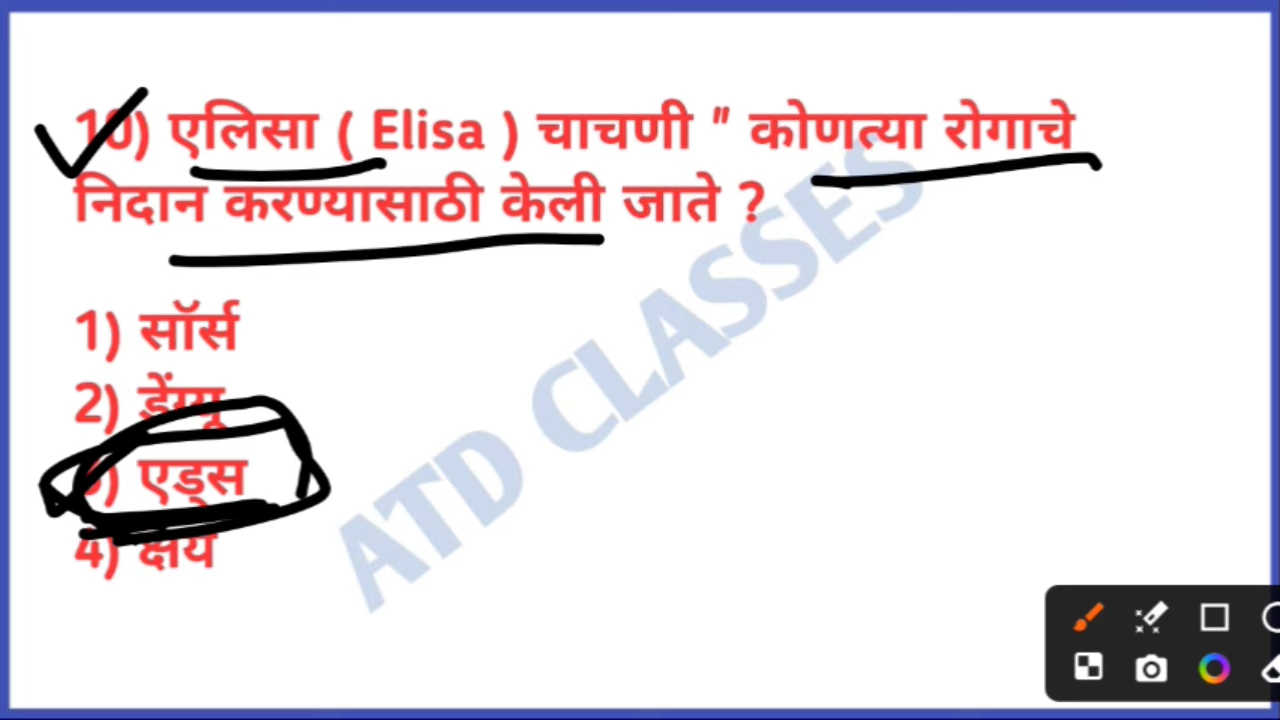 10) एलिसा ( Elisa ) चाचणी " कोणत्या रोगाचे
निदान करण्यासाठी केली जाते ?
1) सॉर्स
2) डेंग्यू
3) एड्स
4) क्षय
ATD CLASSES